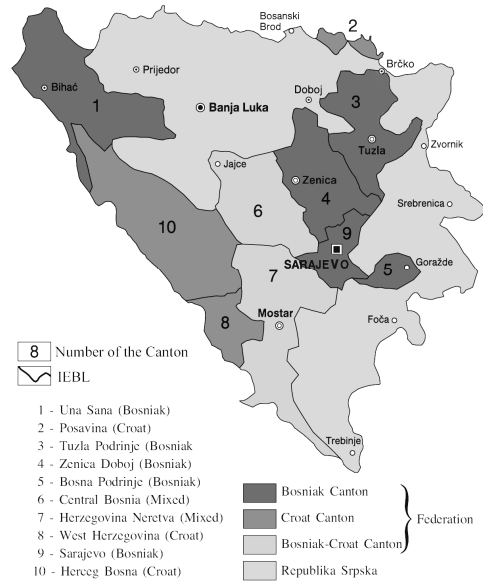 Bosanski
Brod
2
Brčko
Prijedor
Bihać
1
Doboj
3
Banja Luka
Tuzla
Zvornik
Jajce
Zenica
4
6
Srebrenica
10
9
SARAJEVO
5
Goražde
7
Mostar
8
Foča
Trebinje
8 Number of the Canton
IEBL
1 - Una Sana (Bosniak)
2 - Posavina (Croat)
3 - Tuzla Podrinje (Bosniak
4 - Zenica Doboj (Bosniak)
5 - Bosna Podrinje (Bosniak)
6 - Central Bosnia (Mixed)
7 - Herzegovina Neretva (Mixed)
8 - West Herzegovina (Croat)
9 - Sarajevo (Bosniak)
10 - Herceg Bosna (Croat)
Bosniak Canton
Croat Canton
Bosniak-Croat Canton
Federation
Republika Srpska